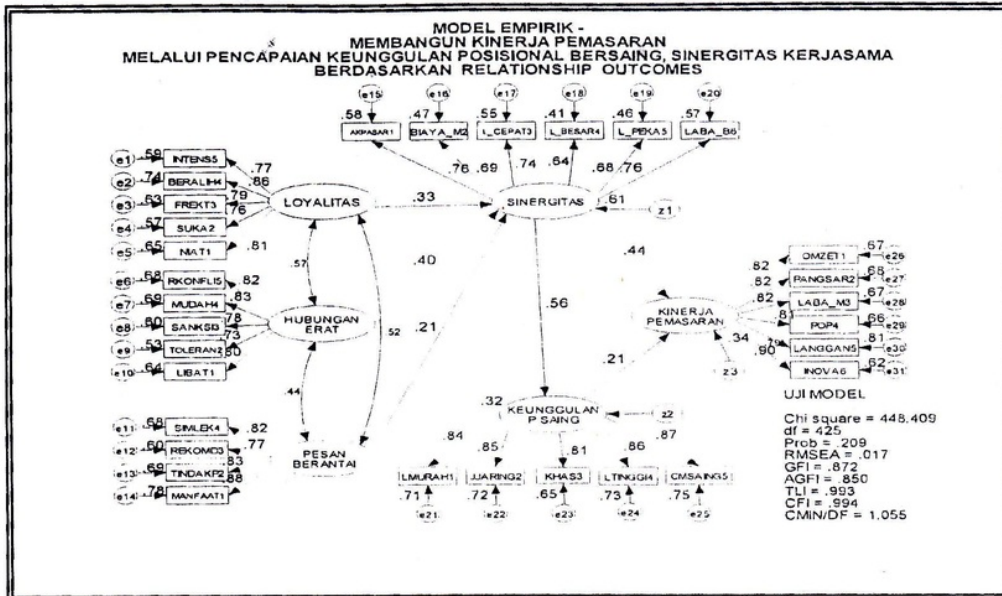 MODEL EMPIRIK -
MEMBANGUN KINERJA PEMASARAN
MELALUI PENCAPAIAN KEUNGGULAN POSISIONAL BERSAING, SINERGITAS KERJASAMA
BERDASARKAN RELATIONSHIP OUTCOMES
e15 e16 e17 e18 e19 e20
.58 .47 .55 .41 .46 .57
AKPASAR1 BIAYA_M2 L_CEPAT3 L_BESAR4 L_PEKA5 LABA_B6
.76 .69 .74 .64 .68 .76
e1 .59 INTENS5 .77
e2 .74 BERALIH4 .86
e3 .63 FREKT3 .79
e4 .57 SUKA2 .76
e5 .65 NIAT1 .81
LOYALITAS .33 SINERGITAS .61
z1
.57 .40 .44
e6 .68 RKONFLI5 .82
e7 .69 MUDAH4 .83
e8 .60 SANKSI3 .78
e9 .53 TOLERAN2 .73
e10 .64 LIBAT1 .80
HUBUNGAN
ERAT
.52 .21 .56
.44
e11 .68 SIMLEK4 .82
e12 .60 REKOMD3 .77
e13 .69 TINDAKP2 .83
e14 .78 MANFAAT1 .88
PESAN
BERANTAI
KINERJA
PEMASARAN
.34
z3
.82 OMZET1 .67 e26
.82 PANGSAR2 .68 e27
.82 LABA_M3 .67 e28
POP4 .66 e29
.90 LANGGAN5 .81 e30
.79 INOVA6 .62 e31
.21
.32 KEUNGGULAN
P SAING
z2
.84 .85 .81 .86 .87
LMURAH1 JJARING2 KHAS3 LTINGGI4 CMSAING5
.71 .72 .65 .73 .75
e21 e22 e23 e24 e25
UJI MODEL
Chi square = 448.409
df = 425
Prob = .209
RMSEA = .017
GFI = .872
AGFI = .850
TLI = .993
CFI = .994
CMIN/DF = 1.055